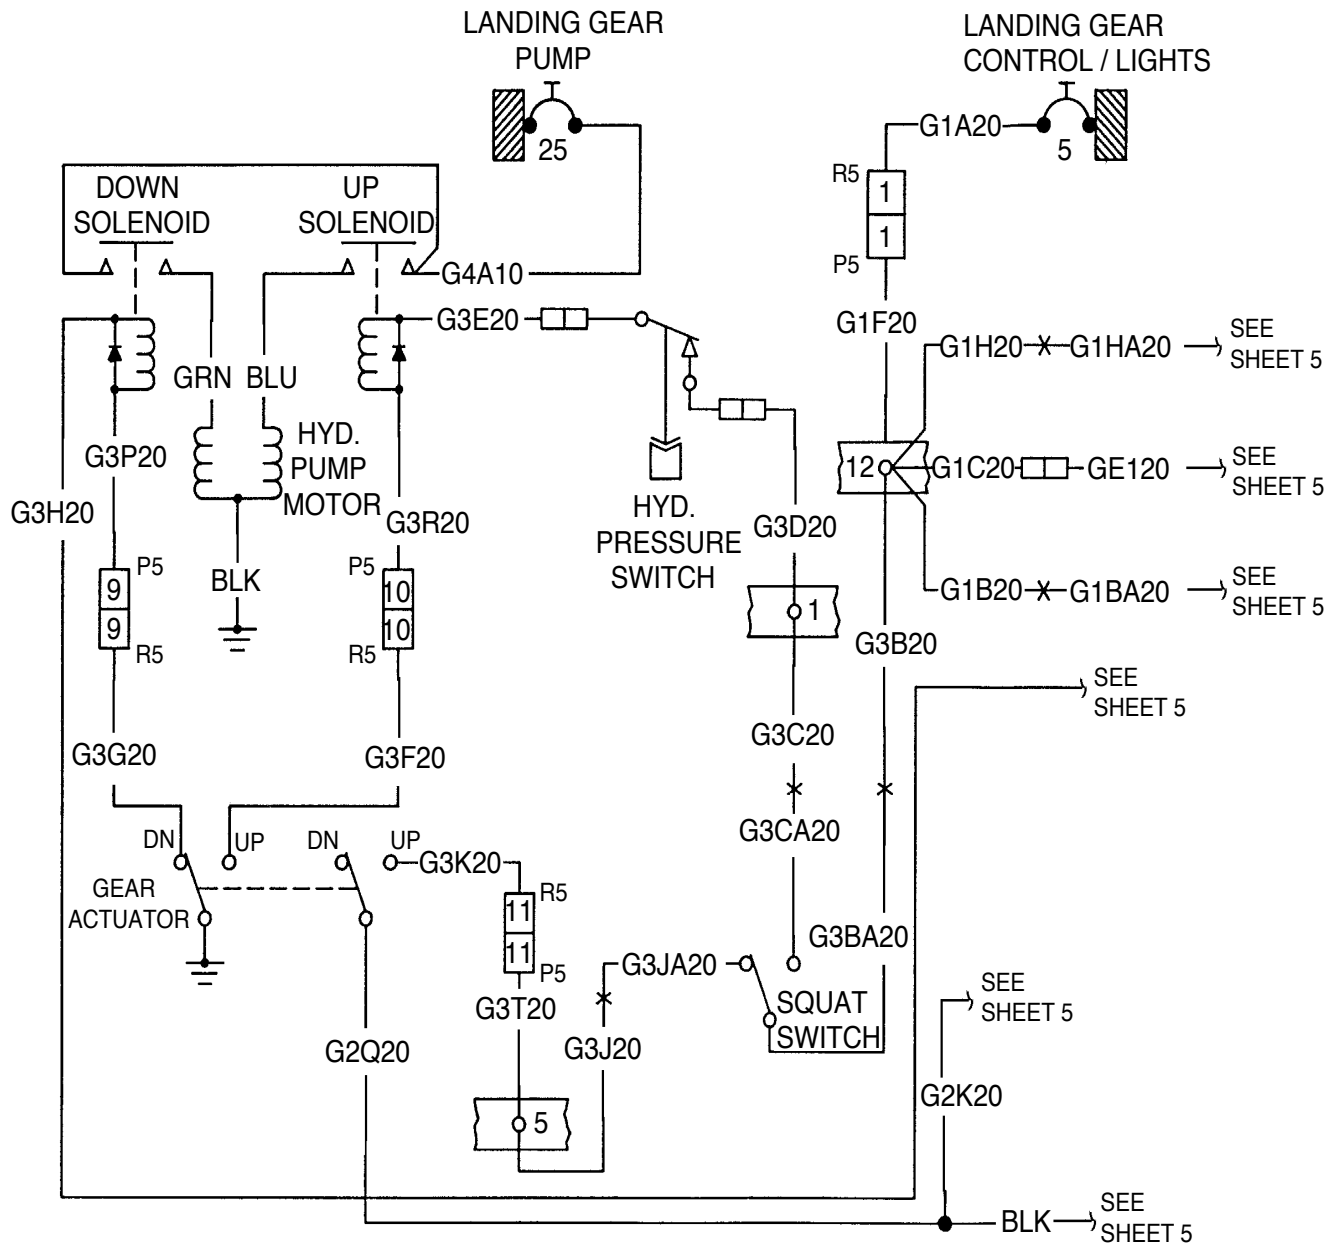 LANDING GEAR
PUMP
25
LANDING GEAR
CONTROL / LIGHTS
G1A20
5
R5
1
1
P5
DOWN
SOLENOID
UP
SOLENOID
G4A10
G3E20
G1F20
G1H20
G1HA20
SEE
SHEET 5
GRN
BLU
G3P20
HYD.
PUMP
MOTOR
12
G1C20
GE120
SEE
SHEET 5
G3H20
G3R20
HYD.
PRESSURE
SWITCH
G3D20
P5
9
9
R5
BLK
P5
10
10
R5
1
G1B20
G1BA20
SEE
SHEET 5
G3B20
SEE
SHEET 5
G3G20
G3F20
G3C20
G3CA20
DN
UP
DN
UP
G3K20
GEAR
ACTUATOR
R5
11
11
P5
G3BA20
G3JA20
SQUAT
SWITCH
SEE
SHEET 5
G3T20
G2Q20
G3J20
G2K20
5
BLK
SEE
SHEET 5